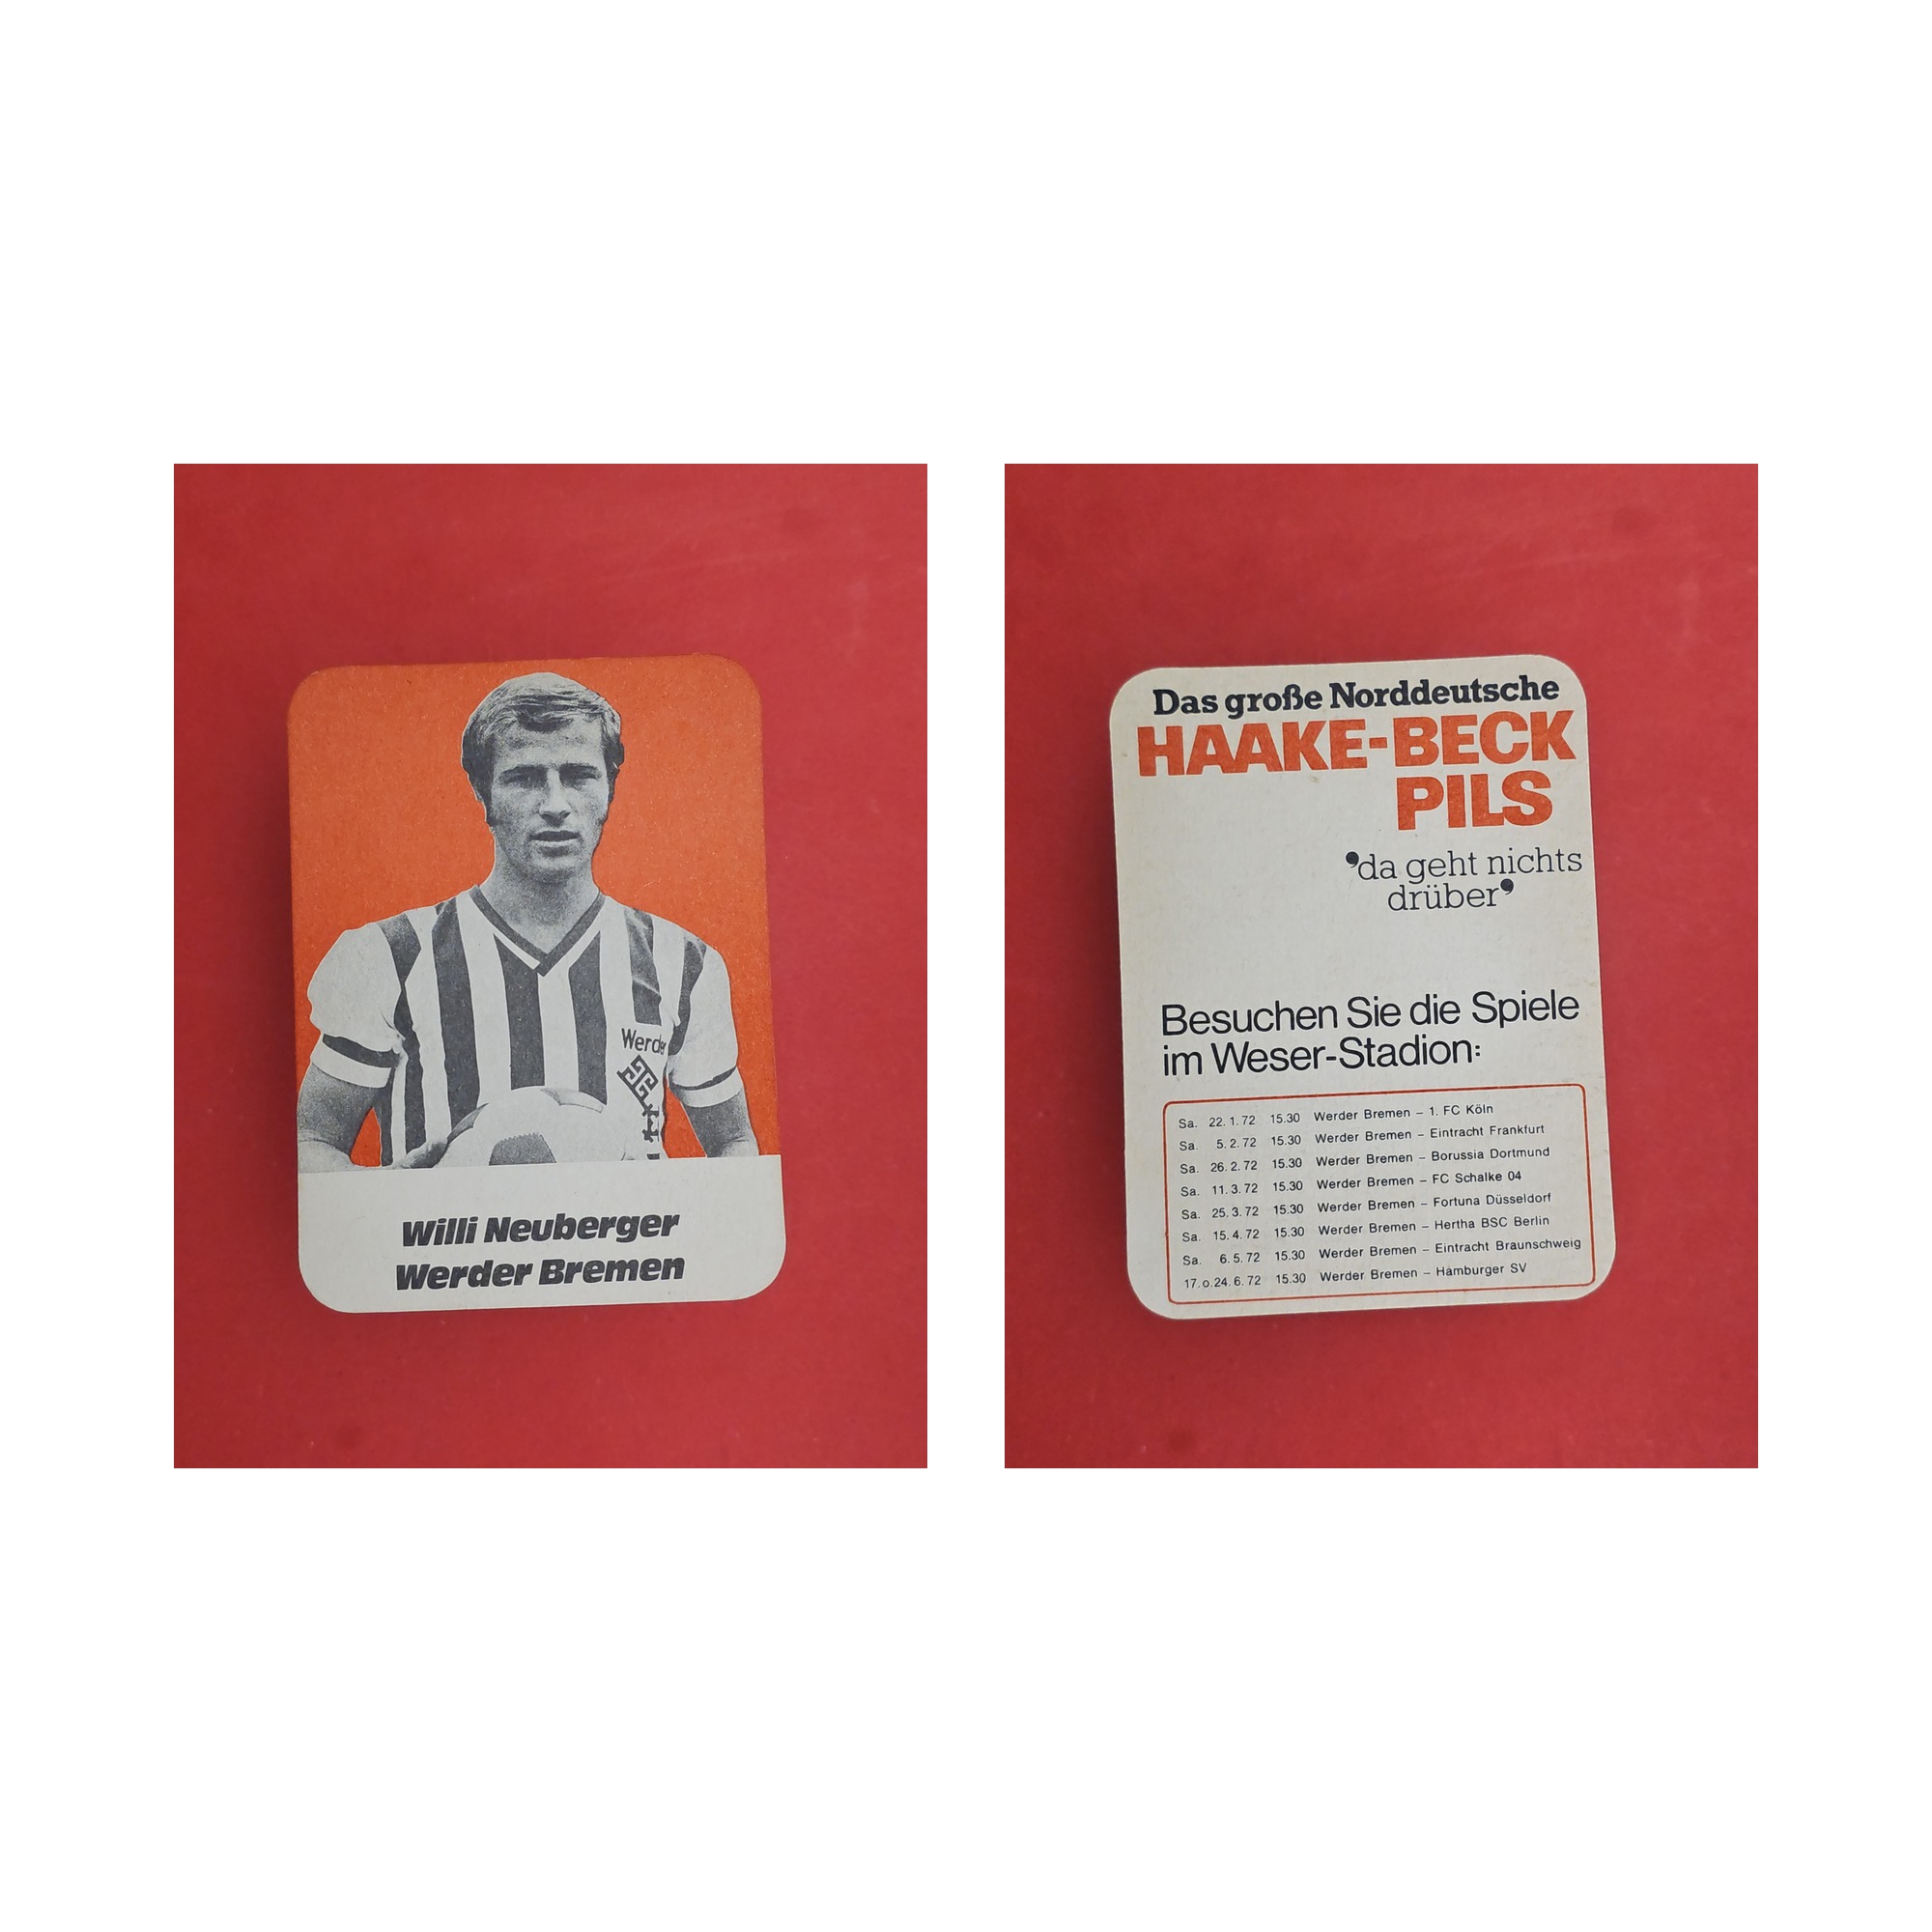 Werder
Willi Neuberger
Werder Bremen
Das große Norddeutsche
HAAKE-BECK
PILS
’da geht nichts
drüber’
Besuchen Sie die Spiele
im Weser-Stadion:
Sa. 22. 1. 72 15.30 Werder Bremen – 1. FC Köln
Sa. 5. 2. 72 15.30 Werder Bremen – Eintracht Frankfurt
Sa. 26. 2. 72 15.30 Werder Bremen – Borussia Dortmund
Sa. 11. 3. 72 15.30 Werder Bremen – FC Schalke 04
Sa. 25. 3. 72 15.30 Werder Bremen – Fortuna Düsseldorf
Sa. 15. 4. 72 15.30 Werder Bremen – Hertha BSC Berlin
Sa. 6. 5. 72 15.30 Werder Bremen – Eintracht Braunschweig
17. o. 24. 6. 72 15.30 Werder Bremen – Hamburger SV